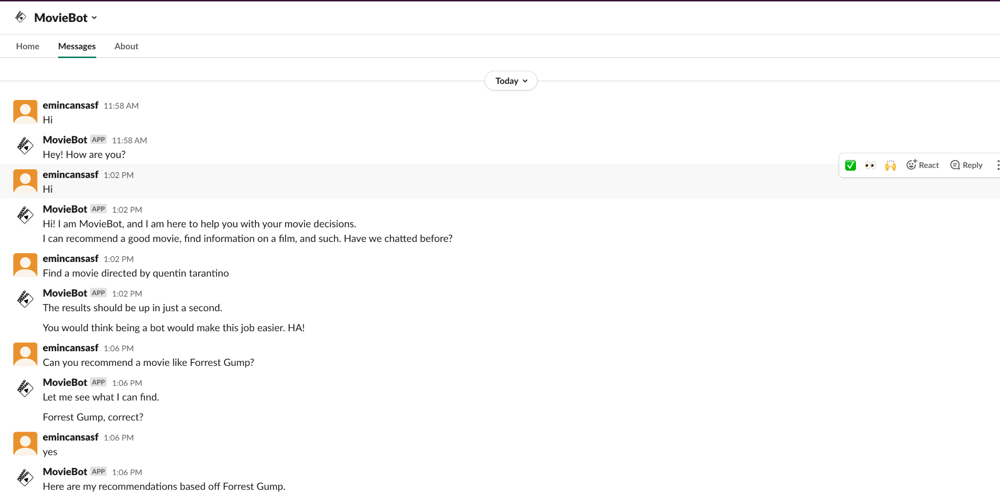 MovieBot
Home Messages About
Today
emincansasf 11:58 AM
Hi
MovieBot APP 11:58 AM
Hey! How are you?
React Reply
emincansasf 1:02 PM
Hi
MovieBot APP 1:02 PM
Hi! I am MovieBot, and I am here to help you with your movie decisions.
I can recommend a good movie, find information on a film, and such. Have we chatted before?
emincansasf 1:02 PM
Find a movie directed by quentin tarantino
MovieBot APP 1:02 PM
The results should be up in just a second.
You would think being a bot would make this job easier. HA!
emincansasf 1:06 PM
Can you recommend a movie like Forrest Gump?
MovieBot APP 1:06 PM
Let me see what I can find.
Forrest Gump, correct?
emincansasf 1:06 PM
yes
MovieBot APP 1:06 PM
Here are my recommendations based off Forrest Gump.